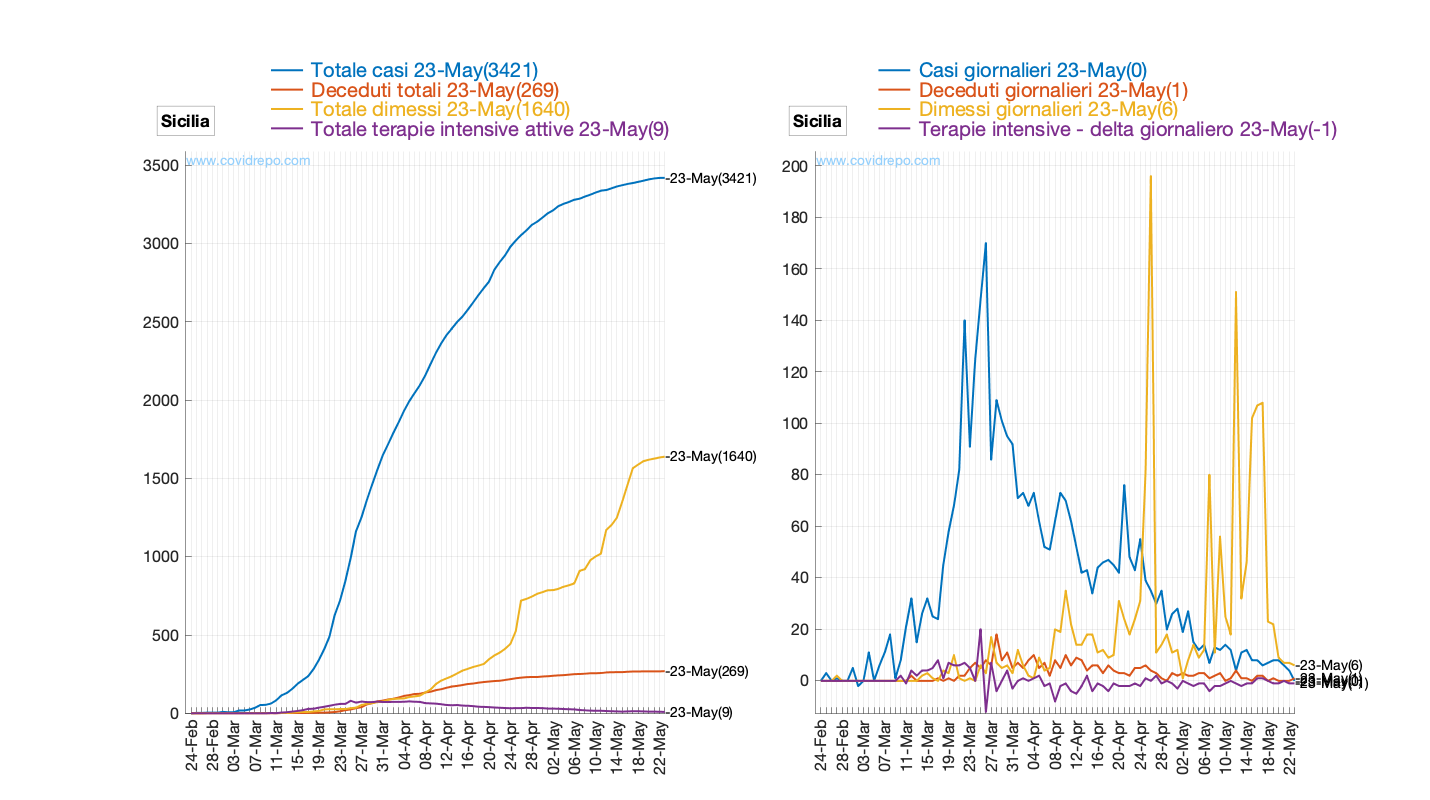 Totale casi 23-May(3421)
Deceduti totali 23-May(269)
Totale dimessi 23-May(1640)
Totale terapie intensive attive 23-May(9)
Sicilia
www.covidrepo.com
3500
3000
2500
2000
1500
1000
500
0
-23-May(3421)
-23-May(1640)
-23-May(269)
-23-May(9)
24-Feb
28-Feb
03-Mar
07-Mar
11-Mar
15-Mar
19-Mar
23-Mar
27-Mar
31-Mar
04-Apr
08-Apr
12-Apr
16-Apr
20-Apr
24-Apr
28-Apr
02-May
06-May
10-May
14-May
18-May
22-May
Casi giornalieri 23-May(0)
Deceduti giornalieri 23-May(1)
Dimessi giornalieri 23-May(6)
Terapie intensive - delta giornaliero 23-May(-1)
Sicilia
www.covidrepo.com
200
180
160
140
120
100
80
60
40
20
0
-23-May(6)
-23-May(1)
-23-May(0)
-23-May(-1)
24-Feb
28-Feb
03-Mar
07-Mar
11-Mar
15-Mar
19-Mar
23-Mar
27-Mar
31-Mar
04-Apr
08-Apr
12-Apr
16-Apr
20-Apr
24-Apr
28-Apr
02-May
06-May
10-May
14-May
18-May
22-May